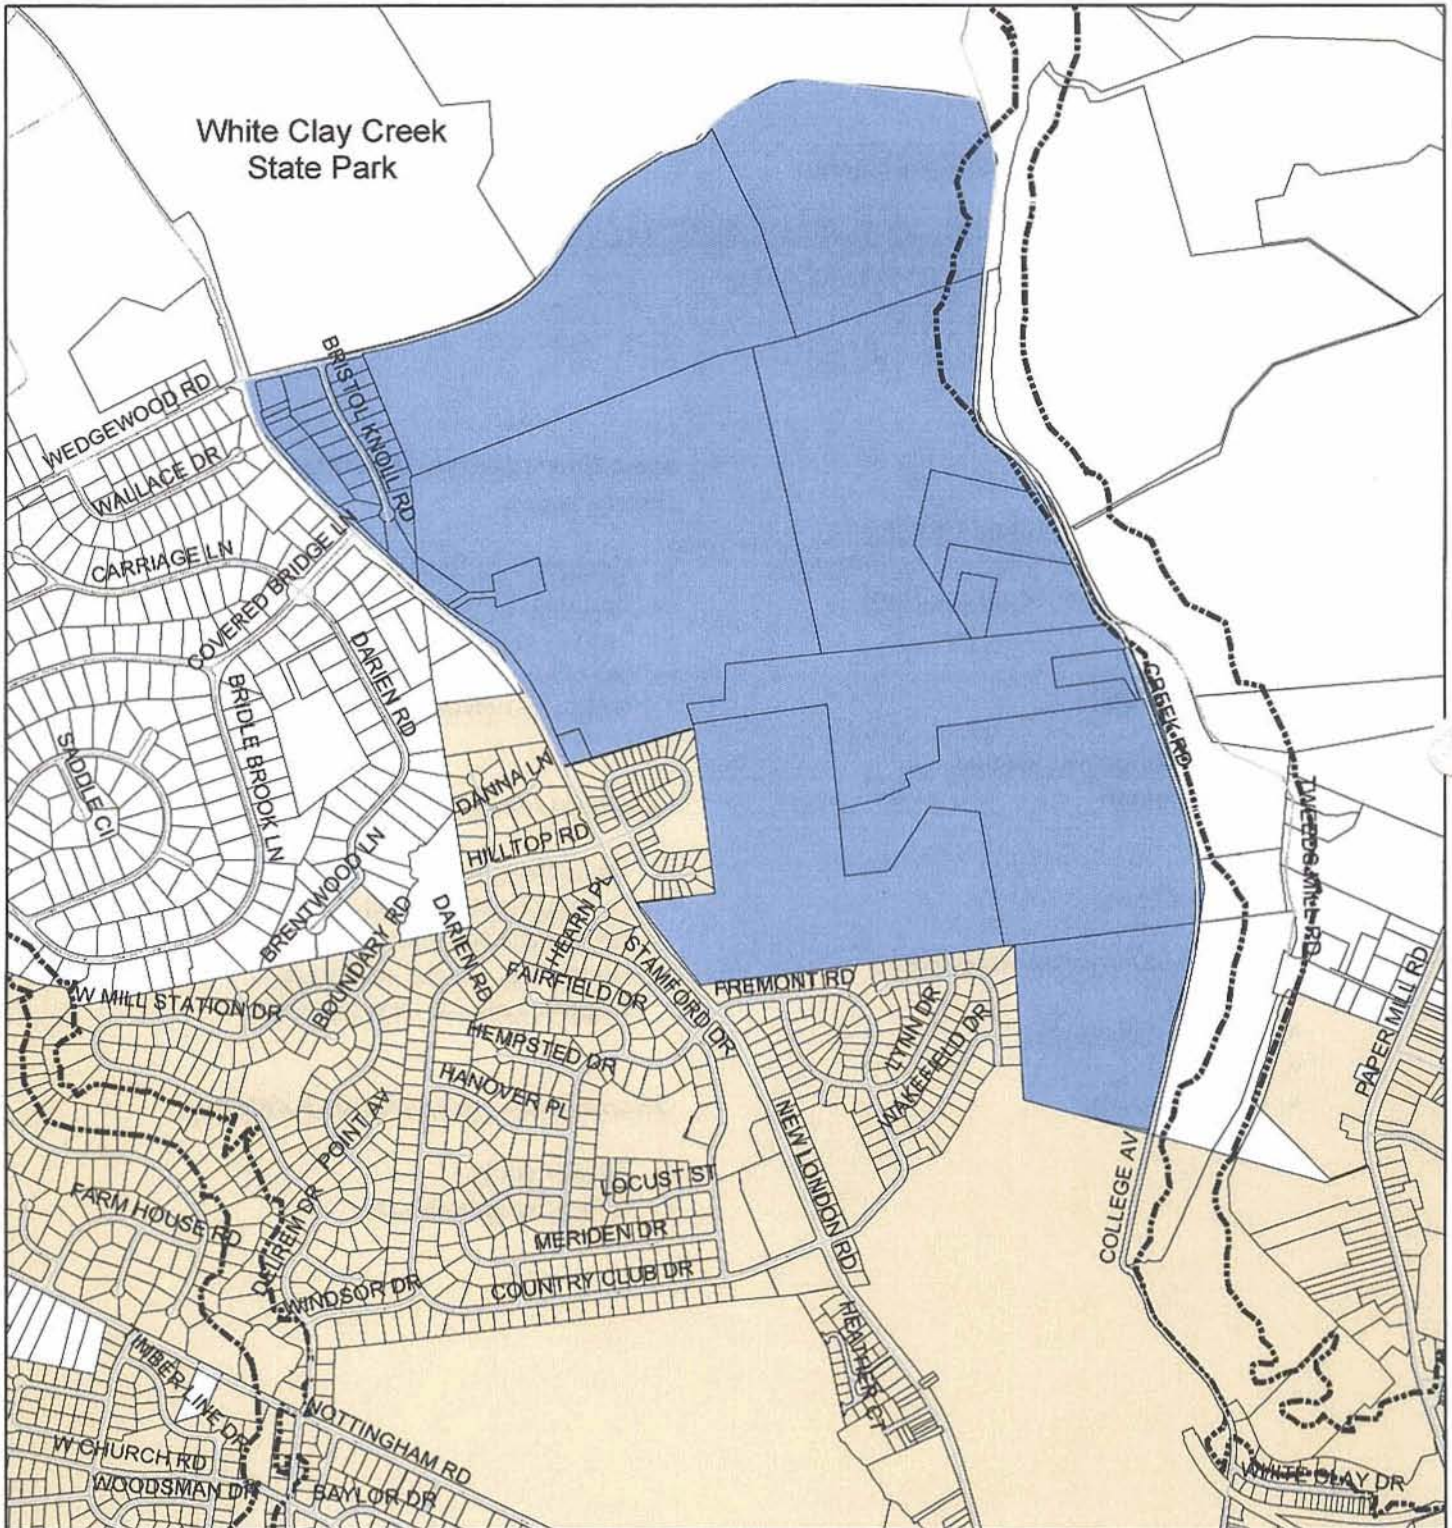 White Clay Creek
State Park
BRISTOL KNOLL RD
WEDGEWOOD RD
WALLACE DR
CARRIAGE LN
COVERED BRIDGE LN
DARIEN RD
BRIDLE BROOK LN
SADDLE CI
CREEK RD
TWEEDS MILL RD
DANNA LN
HILLTOP RD
BRENTWOOD LN
BOUNDARY RD
DARIEN RD
HEARN PL
STAMFORD DR
FAIRFIELD DR
FREMONT RD
W MILL STATION DR
LYNN DR
WAKEFIELD DR
PAPER MILL RD
HEMPSTED DR
HANOVER PL
POINT AV
NEW LONDON RD
LOCUST ST
COLLEGE AV
FARM HOUSE RD
DALLREM DR
MERIDEN DR
COUNTRY CLUB DR
WINDSOR DR
HEATHER CT
IMBER LINE DR
NOTTINGHAM RD
W CHURCH RD
WOODSMAN DR
BAYLOR DR
WHITE CLAY DR